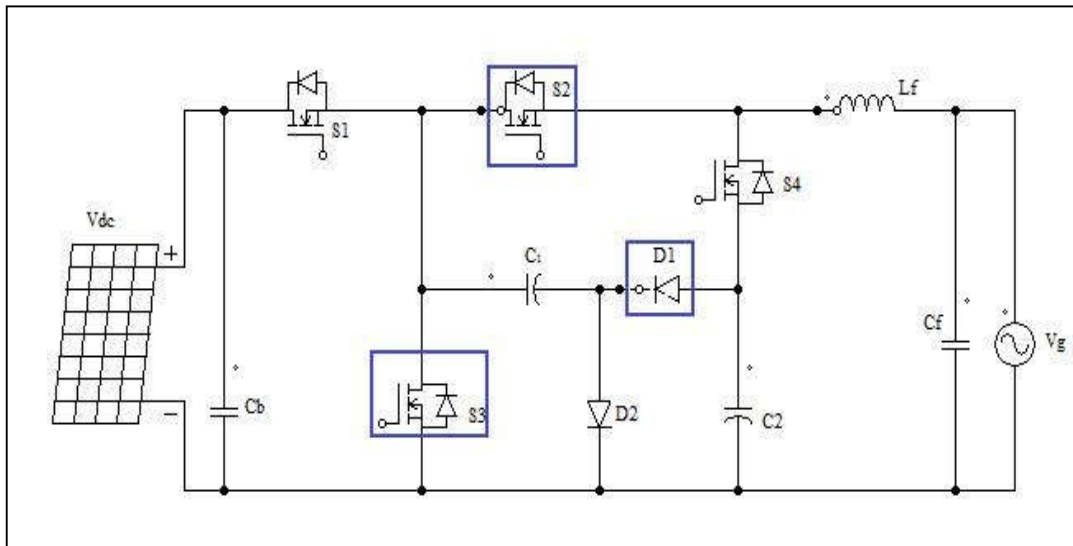 S1
S2
Lf
S4
Vdc
+
C₁
D1
Cf
Vg
Cb
S3
D2
C2
−